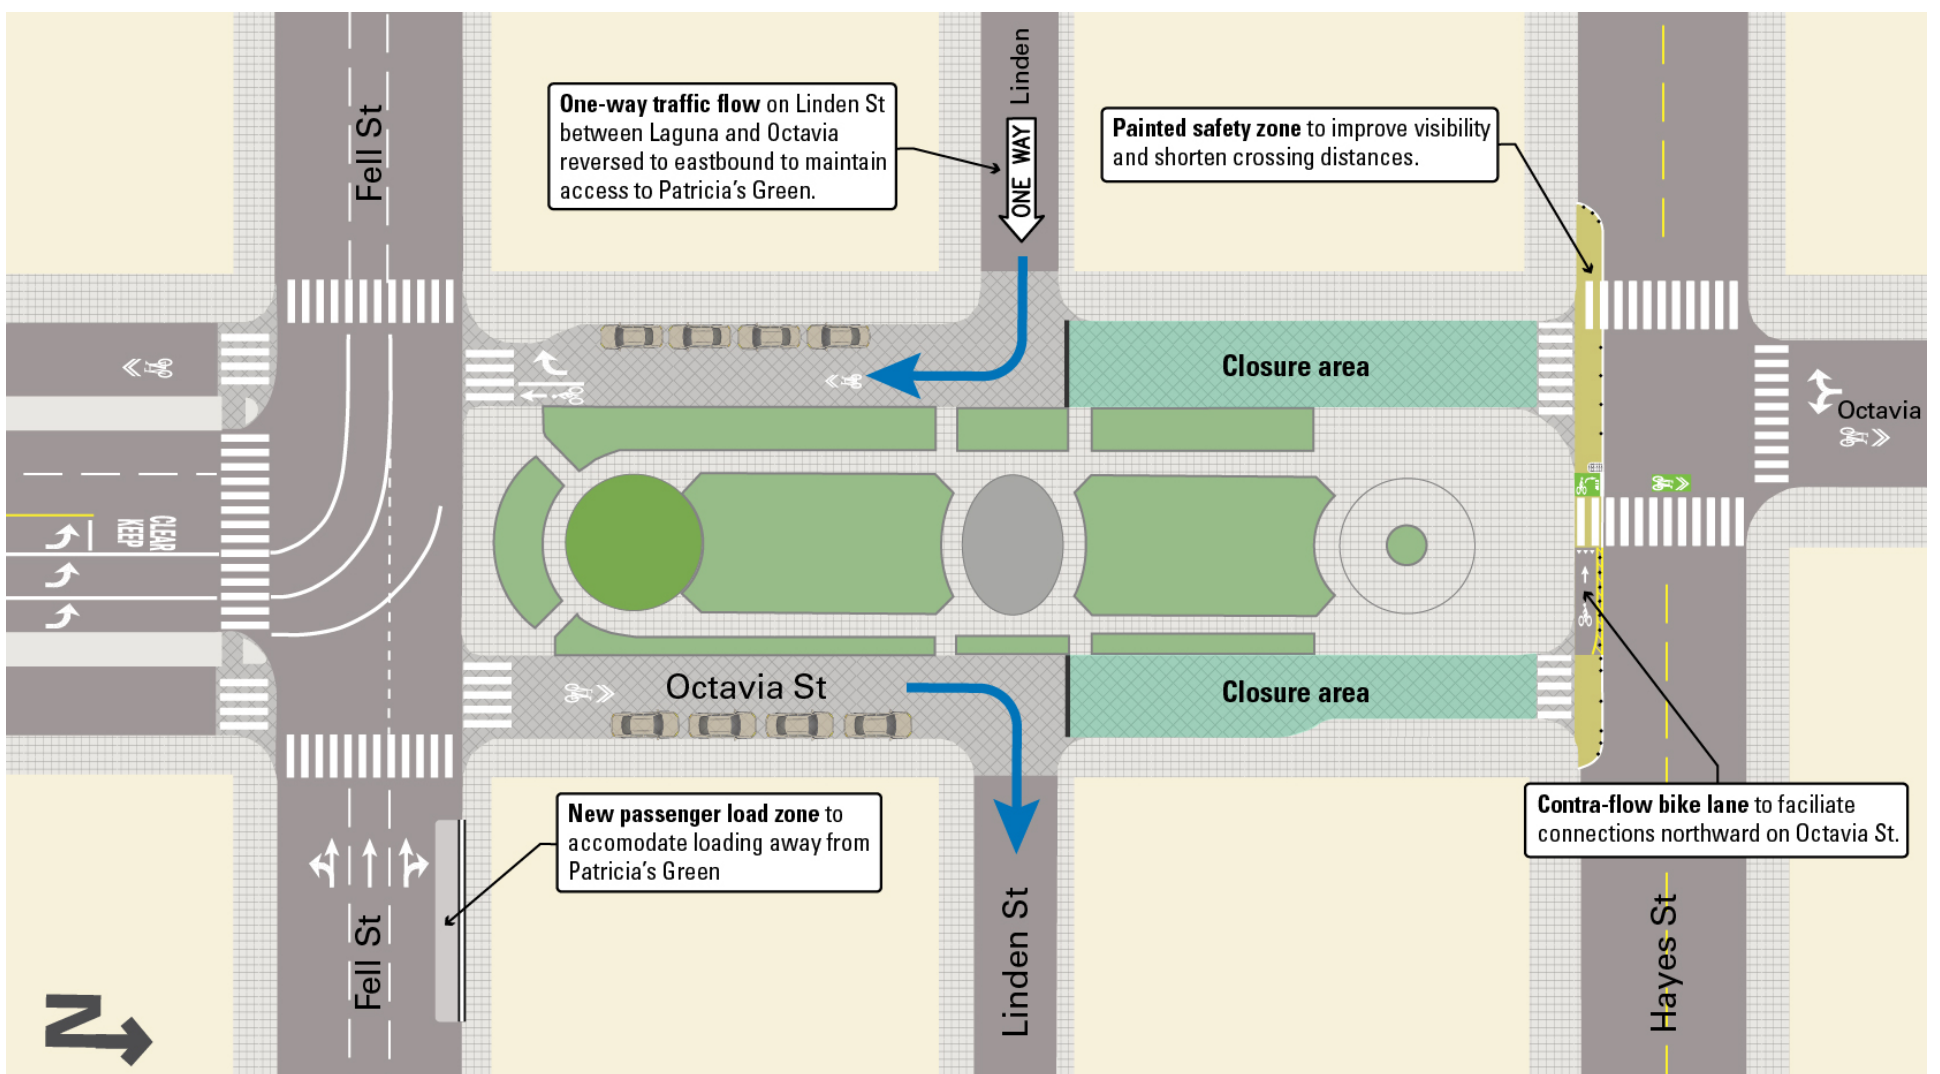 Fell St
One-way traffic flow on Linden St
between Laguna and Octavia
reversed to eastbound to maintain
access to Patricia's Green.
Linden
ONE WAY
Painted safety zone to improve visibility
and shorten crossing distances.
Closure area
Octavia
CLEAR
KEEP
Octavia St
Closure area
New passenger load zone to
accomodate loading away from
Patricia's Green
Contra-flow bike lane to faciliate
connections northward on Octavia St.
Fell St
Linden St
Hayes St
N